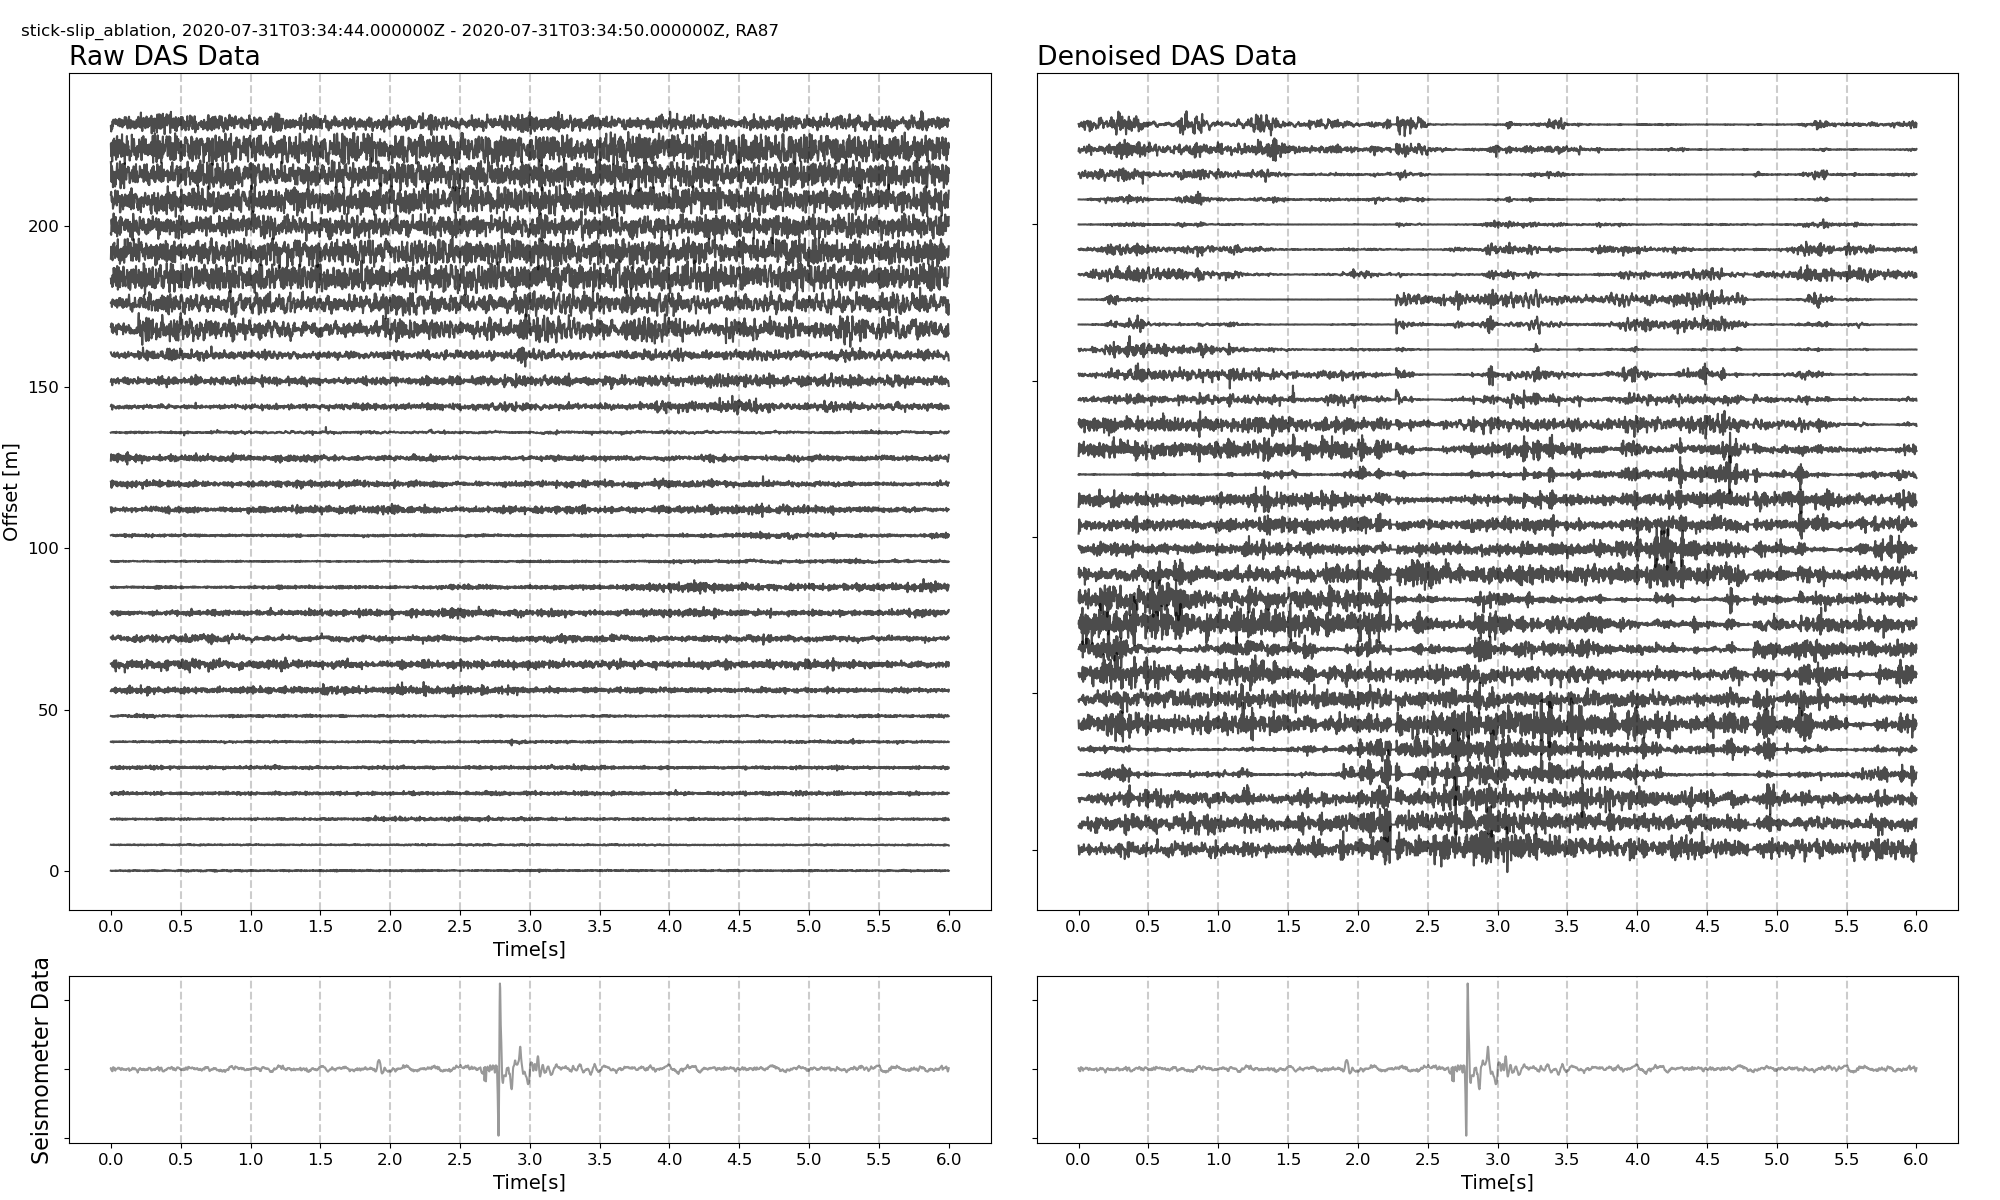 stick-slip_ablation, 2020-07-31T03:34:44.000000Z - 2020-07-31T03:34:50.000000Z, RA87
Raw DAS Data
Denoised DAS Data
Offset [m]
200
150
100
50
0
0.0 0.5 1.0 1.5 2.0 2.5 3.0 3.5 4.0 4.5 5.0 5.5 6.0
Time[s]
0.0 0.5 1.0 1.5 2.0 2.5 3.0 3.5 4.0 4.5 5.0 5.5 6.0
Seismometer Data
0.0 0.5 1.0 1.5 2.0 2.5 3.0 3.5 4.0 4.5 5.0 5.5 6.0
Time[s]
0.0 0.5 1.0 1.5 2.0 2.5 3.0 3.5 4.0 4.5 5.0 5.5 6.0
Time[s]